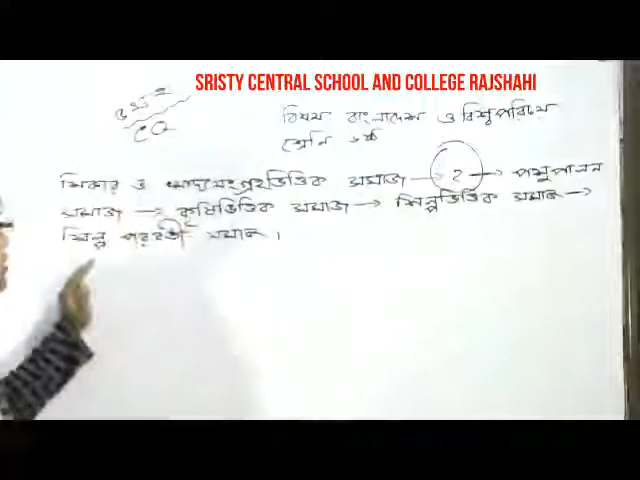 SRISTY CENTRAL SCHOOL AND COLLEGE RAJSHAHI
বিষয়: বাংলাদেশ ও বিশ্বপরিচয়
শ্রেণি ৬ষ্ঠ
CQ
শিকার ও খাদ্যসংগ্রহভিত্তিক সমাজ → ? → পশুপালন
সমাজ → কৃষিভিত্তিক সমাজ → শিল্পভিত্তিক সমাজ →
শিল্প পরবর্তী সমাজ।